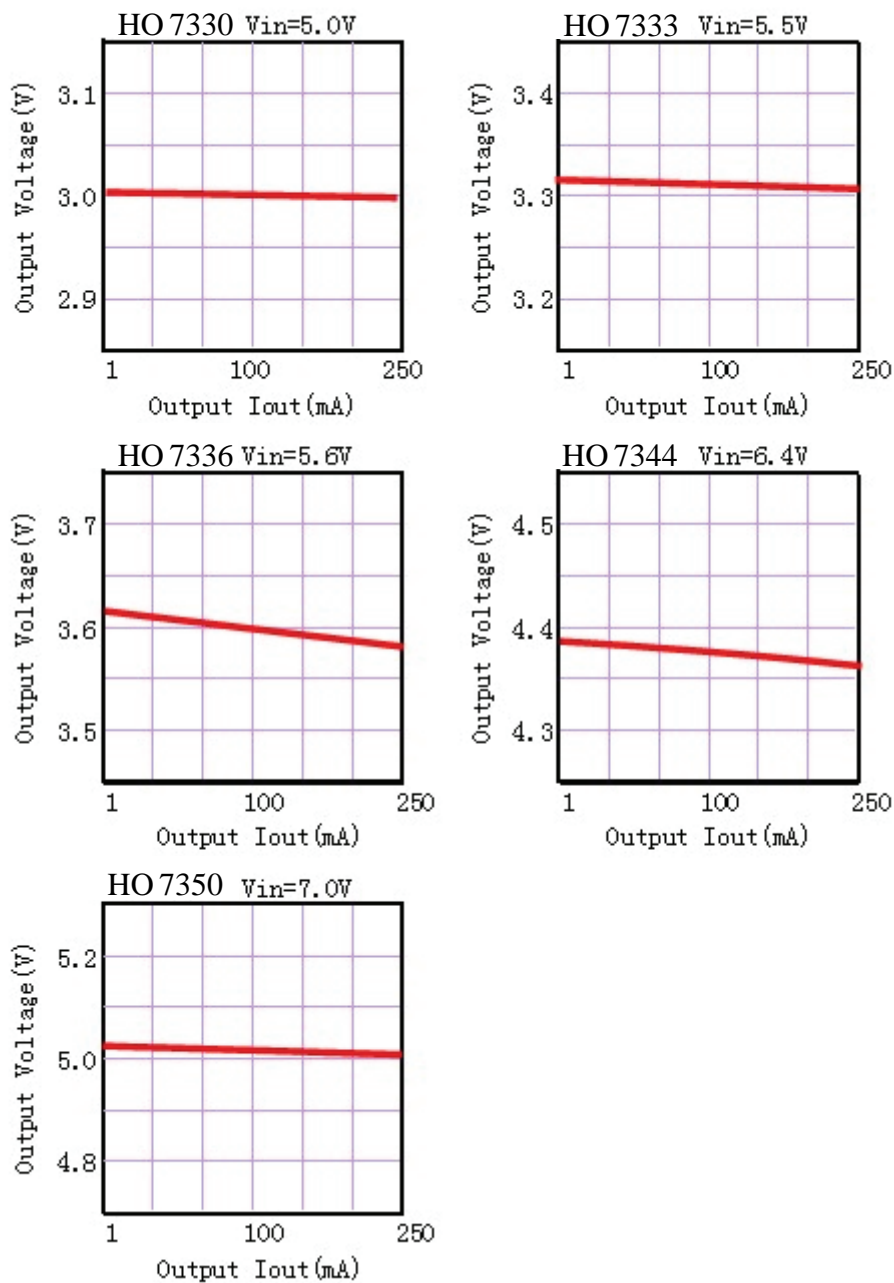 HO 7330 Vin=5.0V
Output Voltage(V)
3.1
3.0
2.9
1 100 250
Output Iout(mA)
HO 7333 Vin=5.5V
Output Voltage(V)
3.4
3.3
3.2
1 100 250
Output Iout(mA)
HO 7336 Vin=5.6V
Output Voltage(V)
3.7
3.6
3.5
1 100 250
Output Iout(mA)
HO 7344 Vin=6.4V
Output Voltage(V)
4.5
4.4
4.3
1 100 250
Output Iout(mA)
HO 7350 Vin=7.0V
Output Voltage(V)
5.2
5.0
4.8
1 100 250
Output Iout(mA)